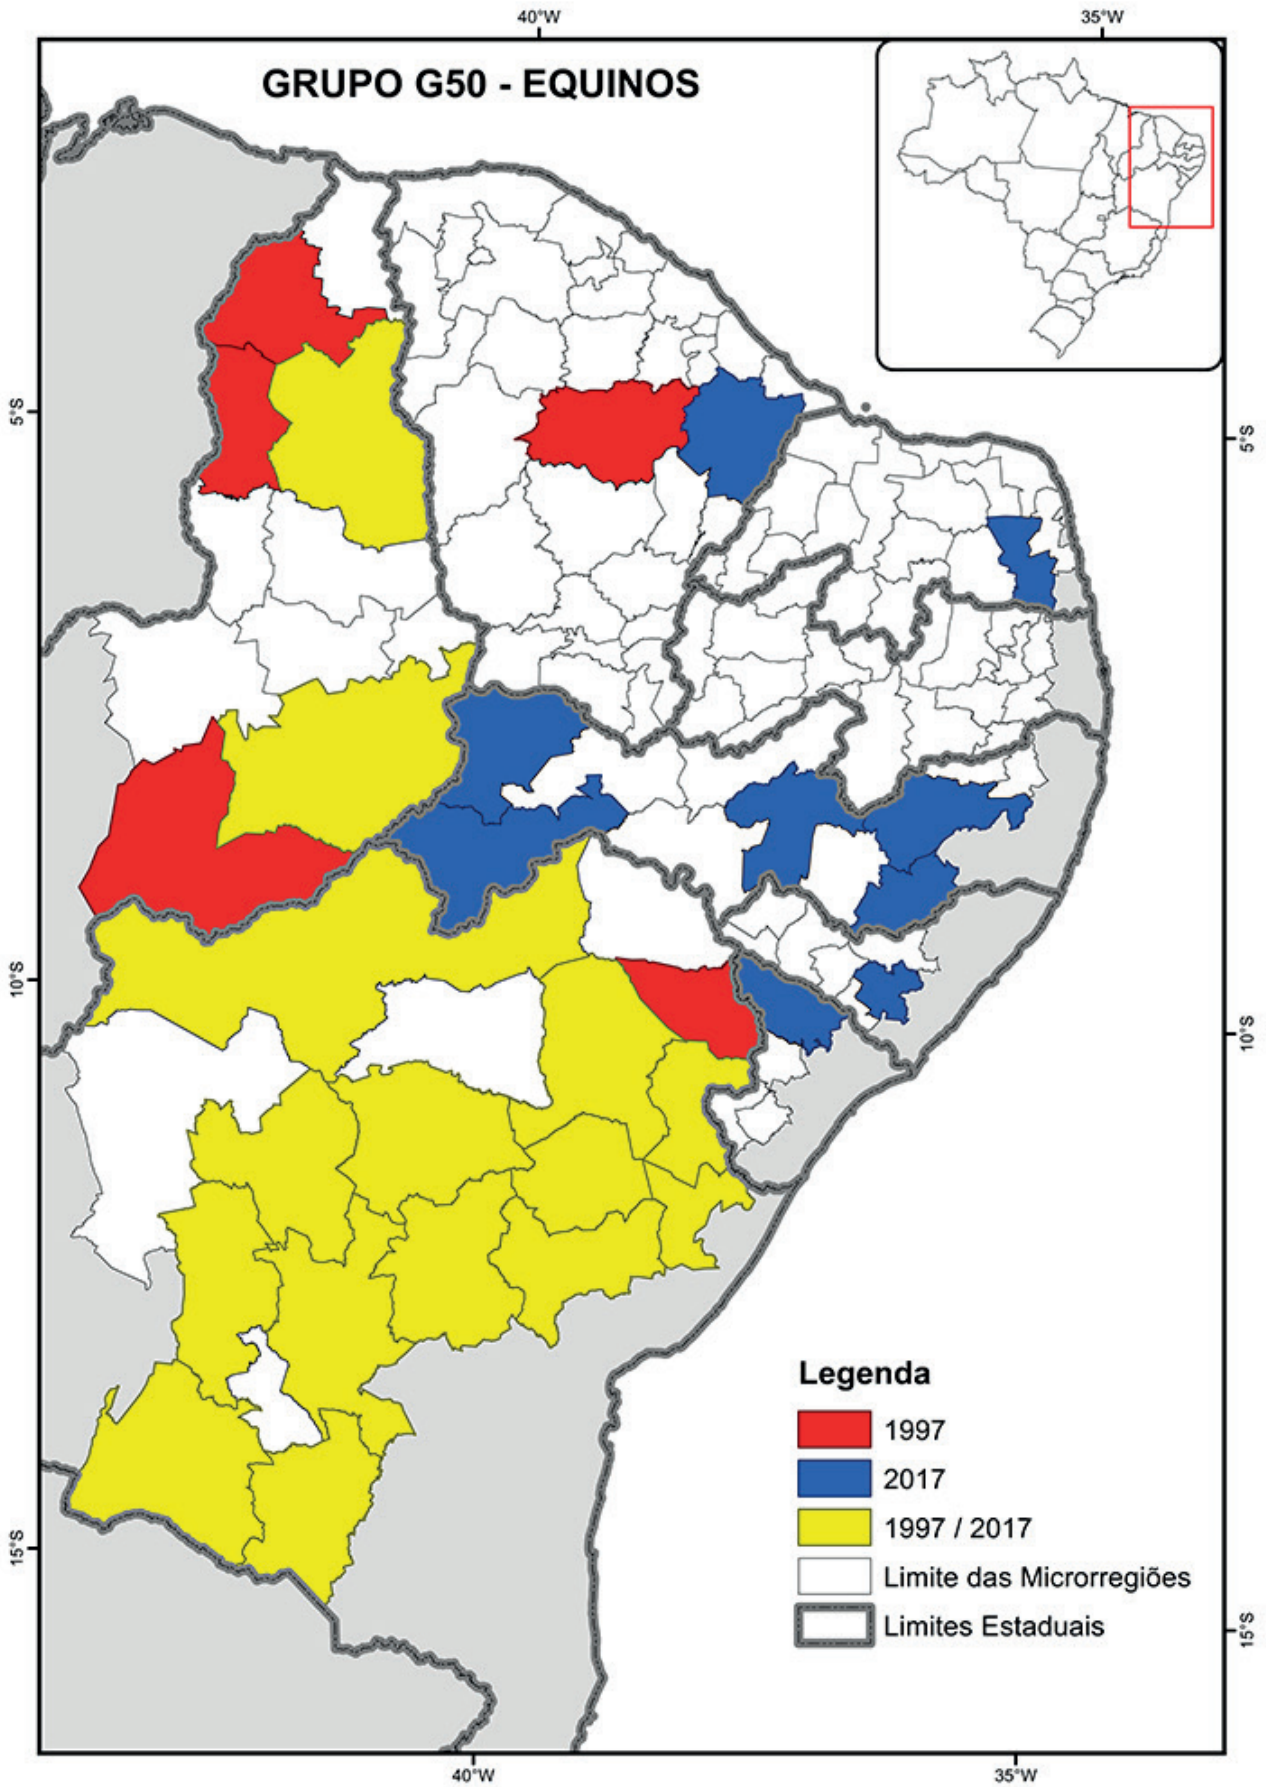 40°W
35°W
GRUPO G50 - EQUINOS
5°S
5°S
10°S
10°S
Legenda
1997
2017
1997 / 2017
Limite das Microrregiões
Limites Estaduais
15°S
15°S
40°W
35°W